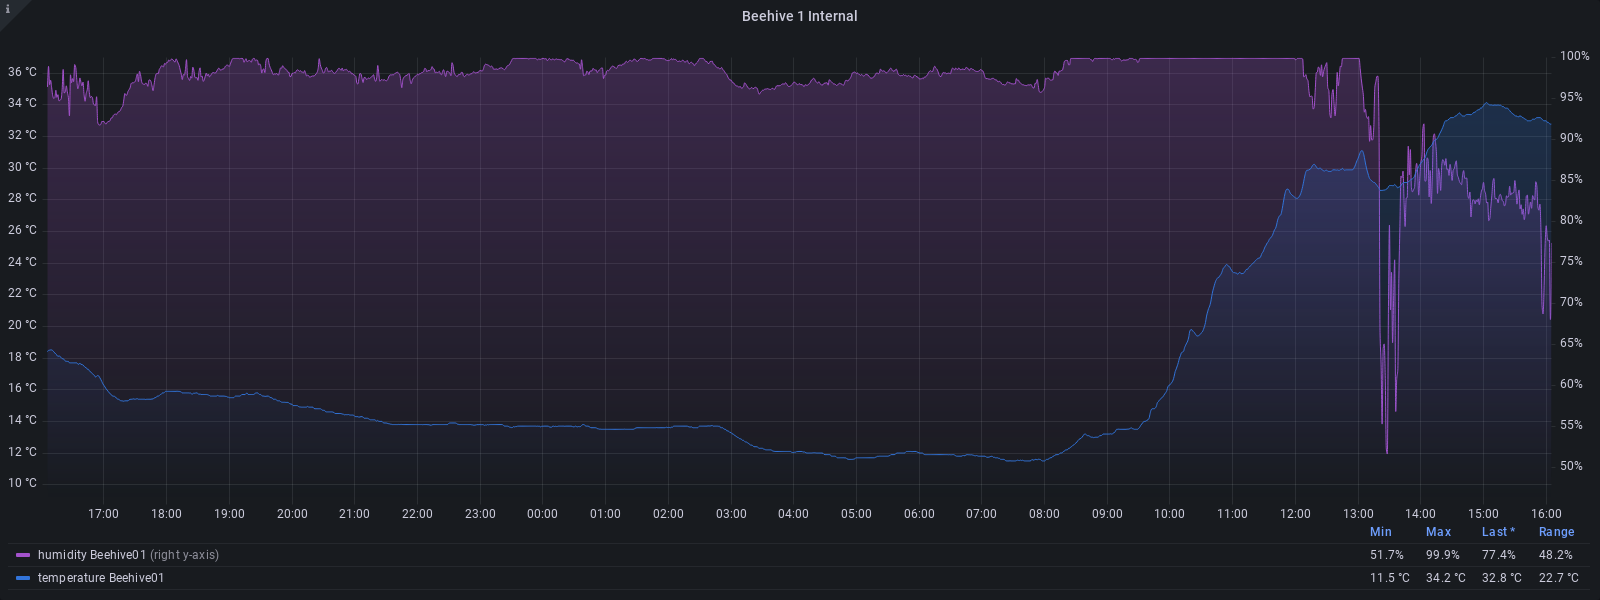 i
Beehive 1 Internal
36 °C
34 °C
32 °C
30 °C
28 °C
26 °C
24 °C
22 °C
20 °C
18 °C
16 °C
14 °C
12 °C
10 °C
100%
95%
90%
85%
80%
75%
70%
65%
60%
55%
50%
17:00 18:00 19:00 20:00 21:00 22:00 23:00 00:00 01:00 02:00 03:00 04:00 05:00 06:00 07:00 08:00 09:00 10:00 11:00 12:00 13:00 14:00 15:00 16:00
Min Max Last * Range
humidity Beehive01 (right y-axis) 51.7% 99.9% 77.4% 48.2%
temperature Beehive01 11.5 °C 34.2 °C 32.8 °C 22.7 °C